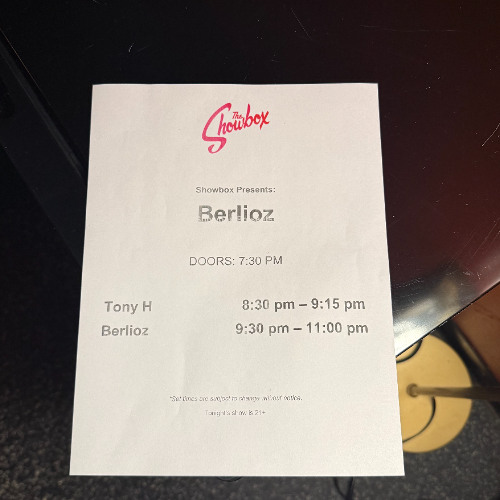 The Showbox
Showbox Presents:
Berlioz
DOORS: 7:30 PM
Tony H 8:30 pm – 9:15 pm
Berlioz 9:30 pm – 11:00 pm
*Set times are subject to change without notice.
Tonight's show is 21+